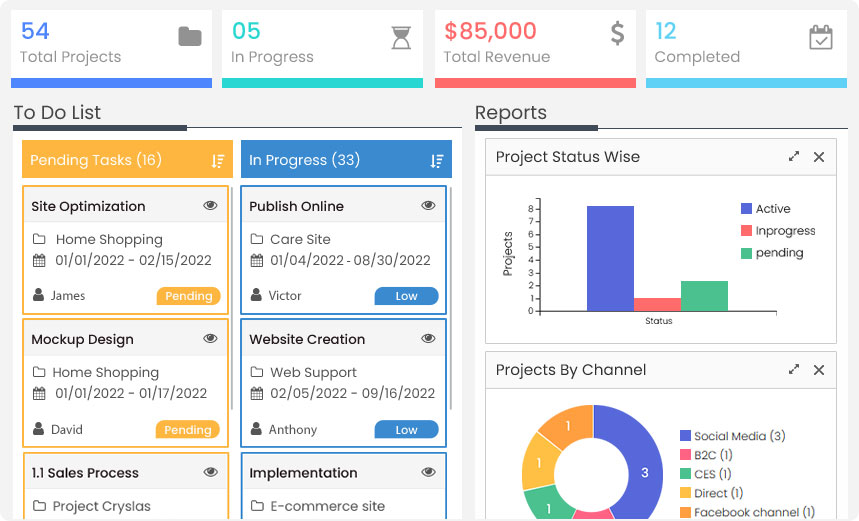 54
Total Projects
05
In Progress
$85,000
Total Revenue
$
12
Completed
To Do List
Pending Tasks (16)
Site Optimization
Home Shopping
01/01/2022 - 02/15/2022
James
Pending
Mockup Design
Home Shopping
01/01/2022 - 01/17/2022
David
Pending
1.1 Sales Process
Project Cryslas
In Progress (33)
Publish Online
Care Site
01/04/2022 - 08/30/2022
Victor
Low
Website Creation
Web Support
02/05/2022 - 09/16/2022
Anthony
Low
Implementation
E-commerce site
Reports
Project Status Wise
Projects
8
7
6
5
4
3
2
1
0
Status
Active
Inprogress
pending
Projects By Channel
1
1
3
1
Social Media (3)
B2C (1)
CES (1)
Direct (1)
Facebook channel (1)